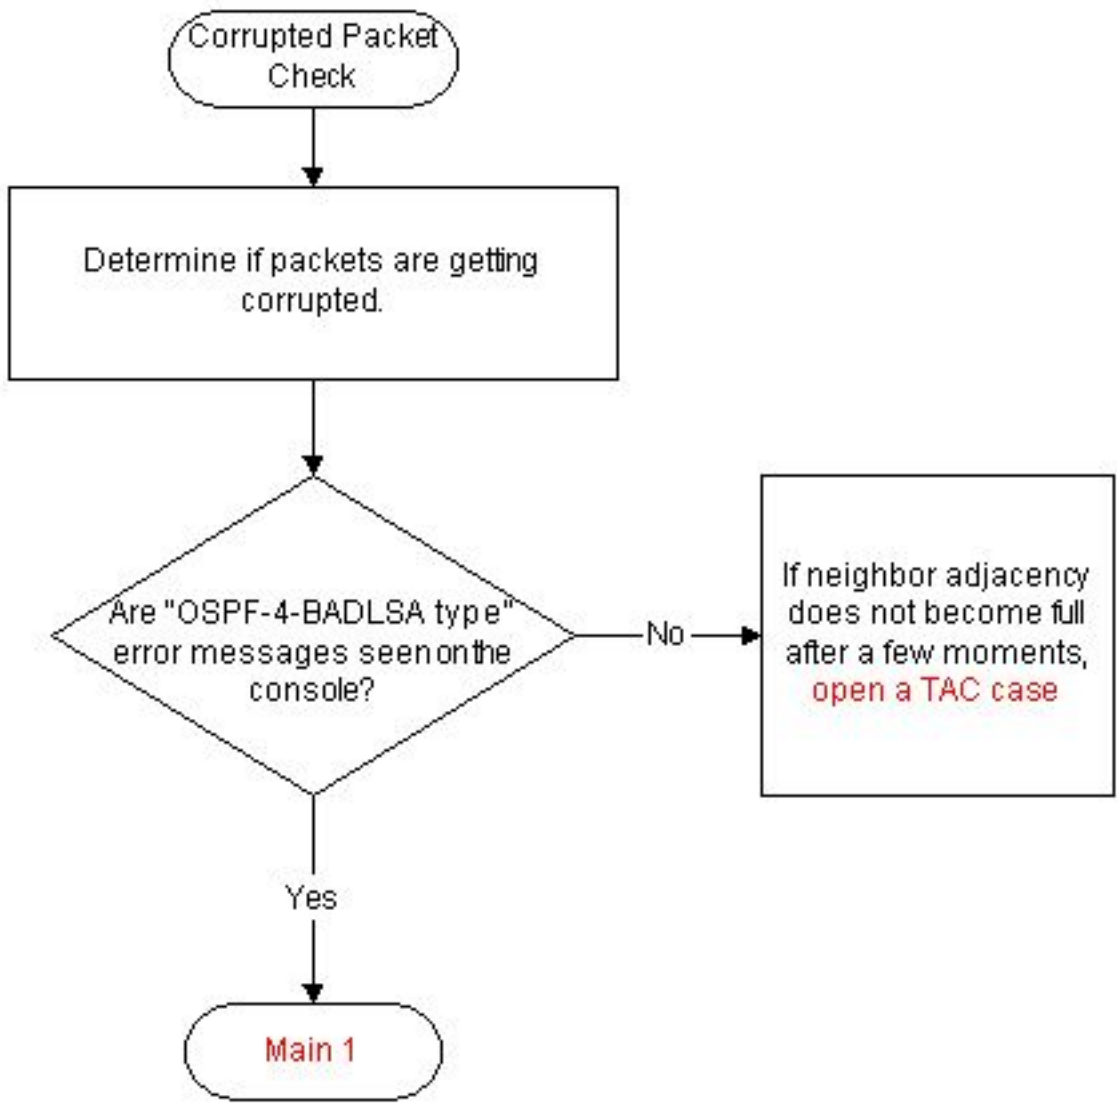 Corrupted Packet
Check
Determine if packets are getting
corrupted.
Are "OSPF-4-BADLSA type"
error messages seen on the
console?
No
If neighbor adjacency
does not become full
after a few moments,
open a TAC case
Yes
Main 1